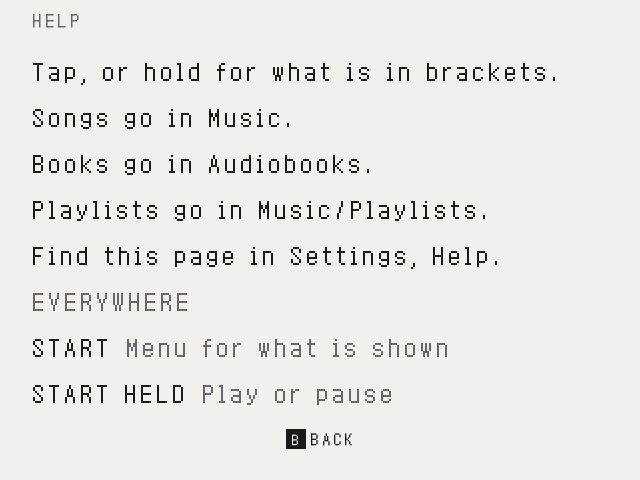 HELP
Tap, or hold for what is in brackets.
Songs go in Music.
Books go in Audiobooks.
Playlists go in Music/Playlists.
Find this page in Settings, Help.
EVERYWHERE
START Menu for what is shown
START HELD Play or pause
B BACK